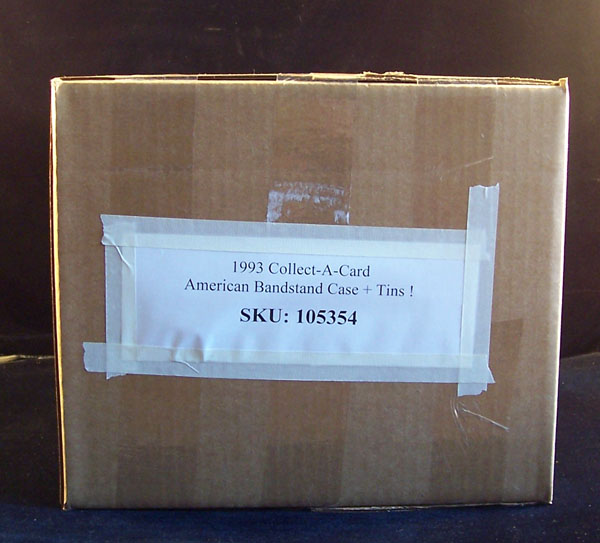 1993 Collect-A-Card
American Bandstand Case + Tins !
SKU: 105354